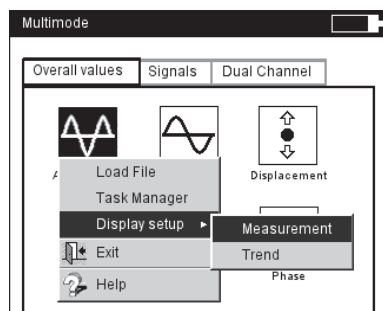 Multimode
Overall values Signals Dual Channel
Load File
Displacement
Task Manager
Display setup
Measurement
Exit
Trend
Help
Phase